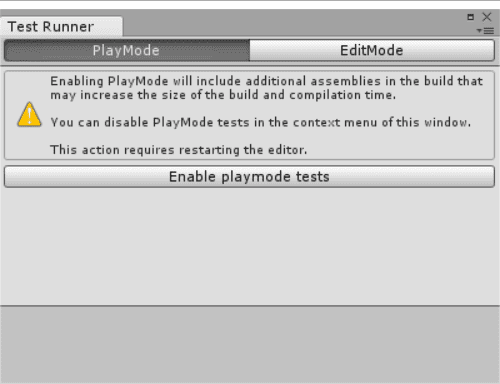 Test Runner
PlayMode
EditMode
Enabling PlayMode will include additional assemblies in the build that
may increase the size of the build and compilation time.
You can disable PlayMode tests in the context menu of this window.
This action requires restarting the editor.
Enable playmode tests